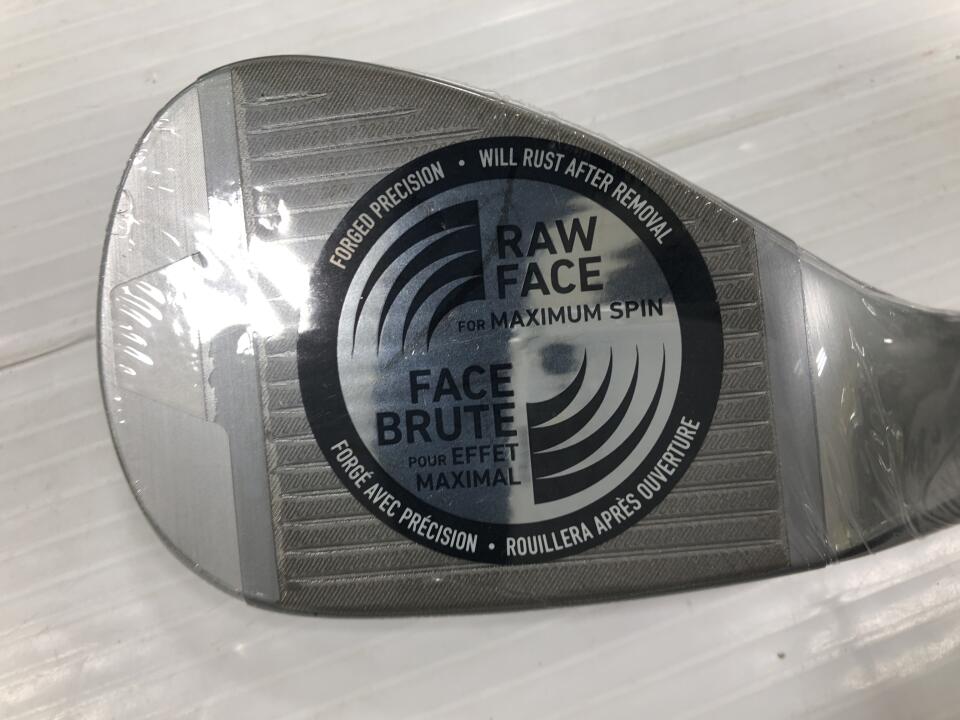 FORGED PRECISION • WILL RUST AFTER REMOVAL
RAW
FACE
FOR MAXIMUM SPIN
FACE
BRUTE
POUR EFFET
MAXIMAL
FORGÉ AVEC PRÉCISION • ROUILLERA APRÈS OUVERTURE